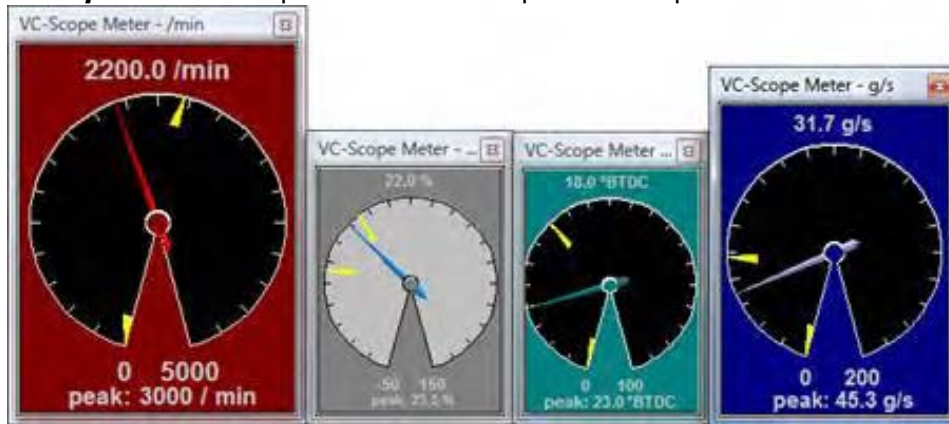 VC-Scope Meter - /min
2200.0 /min
0 5000
peak: 3000 / min
VC-Scope Meter - ...
22.0 %
-50 150
VC-Scope Meter ...
18.0 °BTDC
0 100
peak: 23.0 °BTDC
VC-Scope Meter - g/s
31.7 g/s
0 200
peak: 45.3 g/s